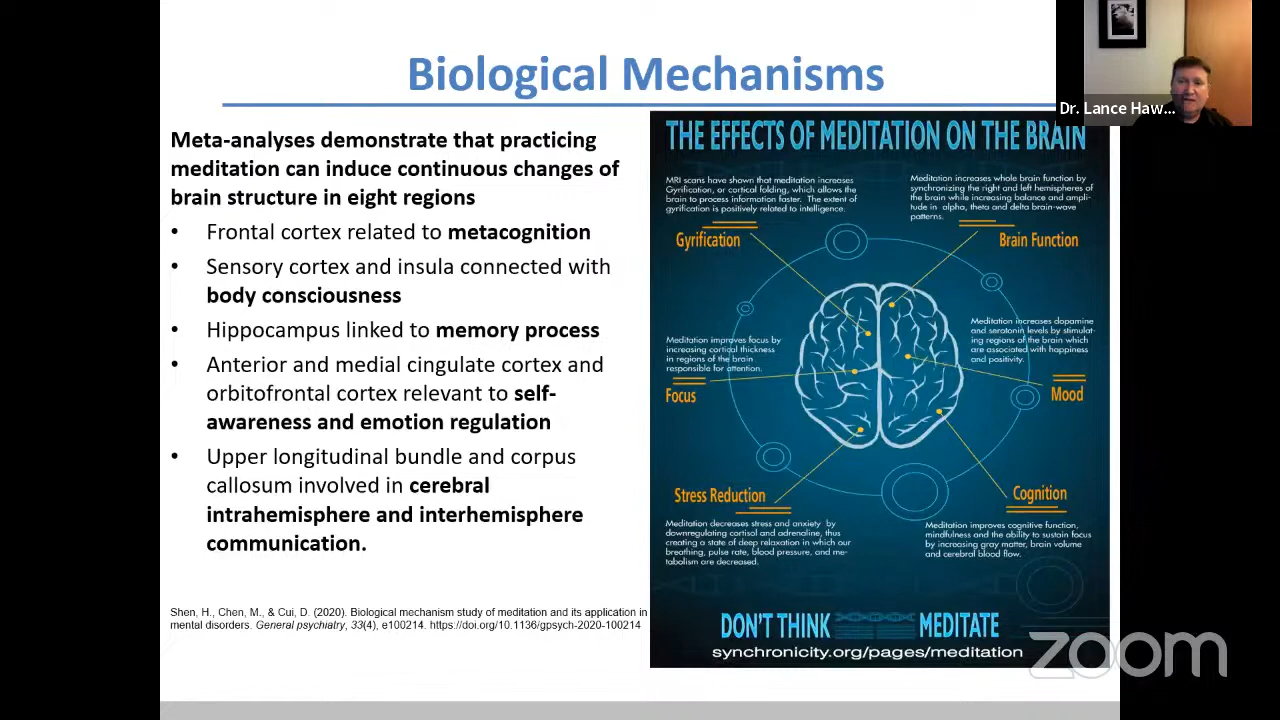 Biological Mechanisms
Dr. Lance Haw...
Meta-analyses demonstrate that practicing
meditation can induce continuous changes of
brain structure in eight regions
• Frontal cortex related to metacognition
• Sensory cortex and insula connected with
body consciousness
• Hippocampus linked to memory process
• Anterior and medial cingulate cortex and
orbitofrontal cortex relevant to self-
awareness and emotion regulation
• Upper longitudinal bundle and corpus
callosum involved in cerebral
intrahemisphere and interhemisphere
communication.
Shen, H., Chen, M., & Cui, D. (2020). Biological mechanism study of meditation and its application in
mental disorders. General psychiatry, 33(4), e100214. https://doi.org/10.1136/gpsych-2020-100214
THE EFFECTS OF MEDITATION ON THE BRAIN
MRI scans have shown that meditation increases
Gyrification, or cortical folding, which allows the
brain to process information faster. The extent of
gyrification is positively related to intelligence.
Gyrification
Meditation increases whole brain function by
synchronizing the right and left hemispheres of
the brain while increasing balance and ampli-
tude in alpha, theta and delta brain-wave
patterns.
Brain Function
Meditation improves focus by
increasing cortical thickness
in regions of the brain
responsible for attention.
Focus
Meditation increases dopamine
and seratonin levels by stimulat-
ing regions of the brain which
are associated with happiness
and positivity.
Mood
Stress Reduction
Meditation decreases stress and anxiety by
downregulating cortisol and adrenaline, thus
creating a state of deep relaxation in which our
breathing, pulse rate, blood pressure, and me-
tabolism are decreased.
Cognition
Meditation improves cognitive function,
mindfulness and the ability to sustain focus
by increasing gray matter, brain volume
and cerebral blood flow.
DON'T THINK MEDITATE
synchronicity.org/pages/meditation
zoom